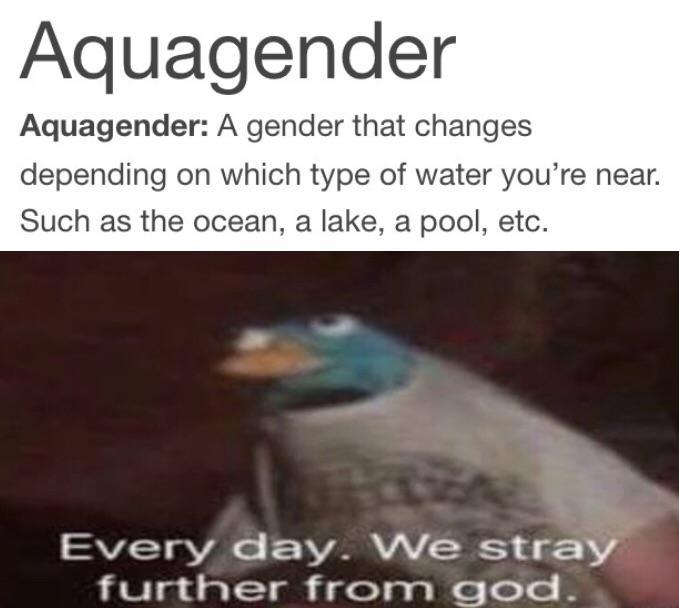 Aquagender
Aquagender: A gender that changes
depending on which type of water you’re near.
Such as the ocean, a lake, a pool, etc.
Every day. We stray
further from god.